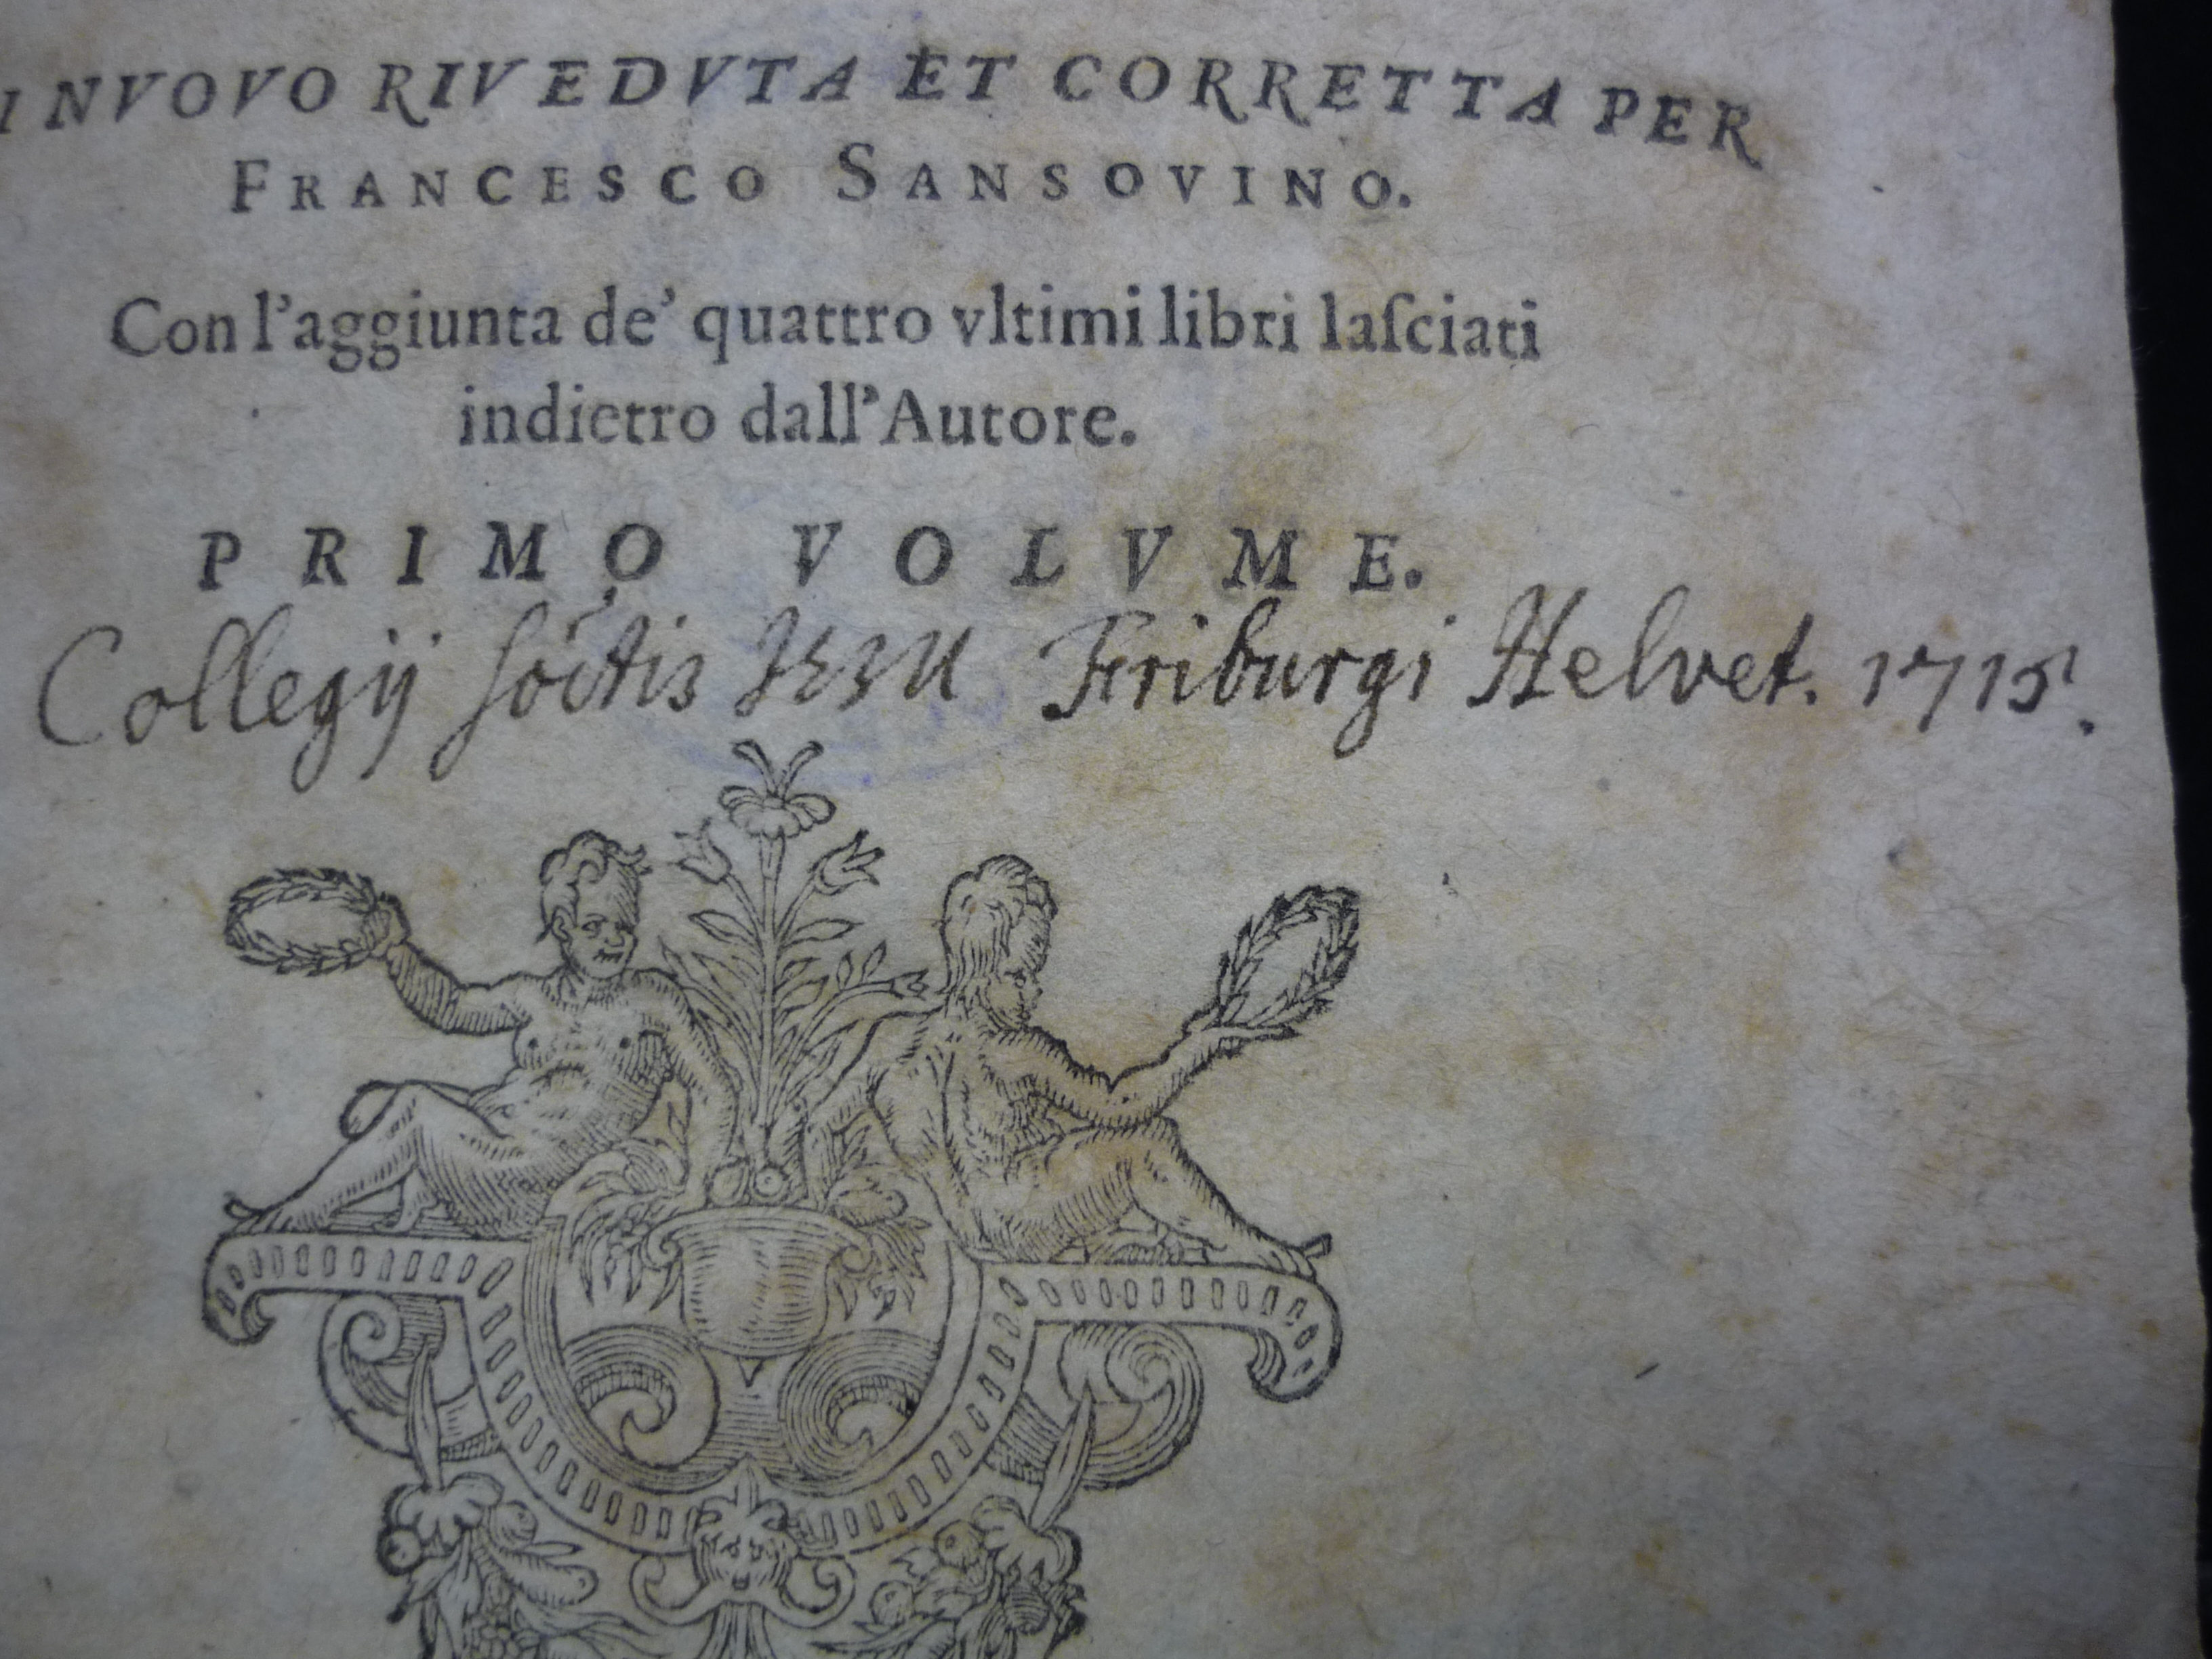 I NVOVO RIVEDVTA ET CORRETTA PER
FRANCESCO SANSOVINO.
Con l'aggiunta de' quattro vltimi libri laſciati
indietro dall'Autore.
PRIMO VOLVME.
Collegij Soctis Jesu Friburgi Helvet. 1715.